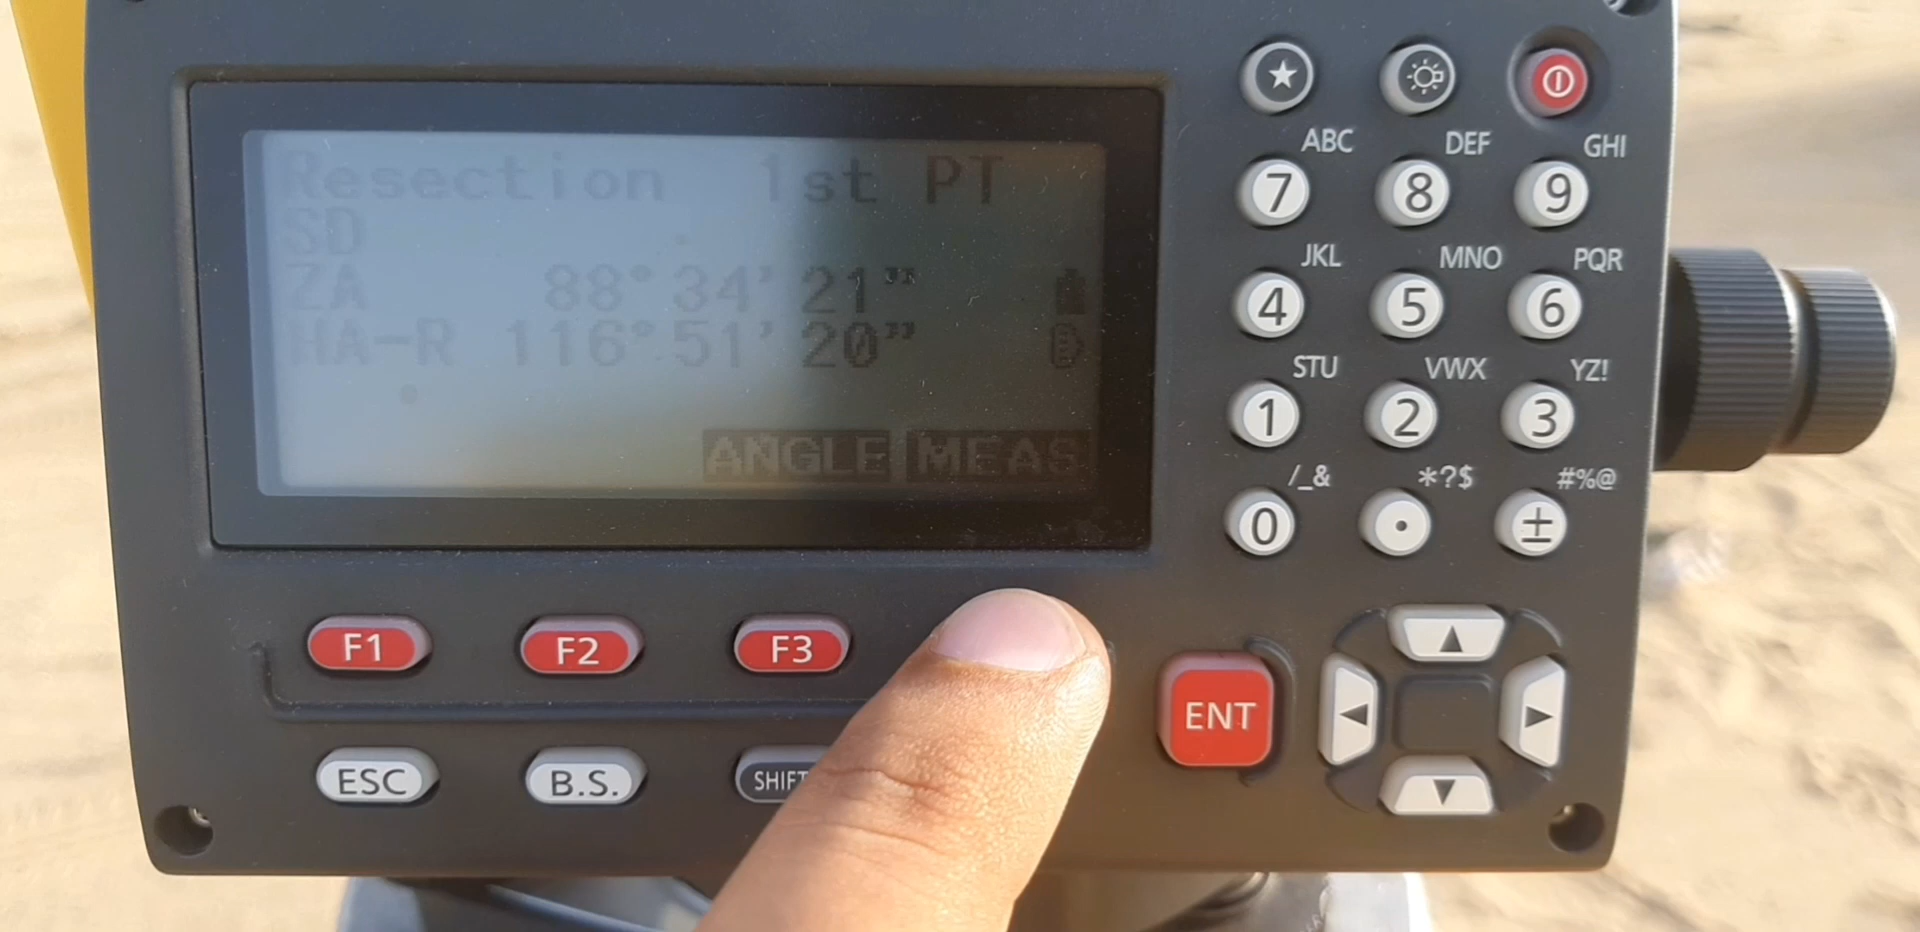 Resection 1st PT
SD
ZA 88° 34' 21"
HA-R 116° 51' 20"
ANGLE MEAS
★
ABC DEF GHI
7 8 9
JKL MNO PQR
4 5 6
STU VWX YZ!
1 2 3
/_& *?$ #%@
0 • ±
F1 F2 F3
ENT
ESC B.S. SHIFT